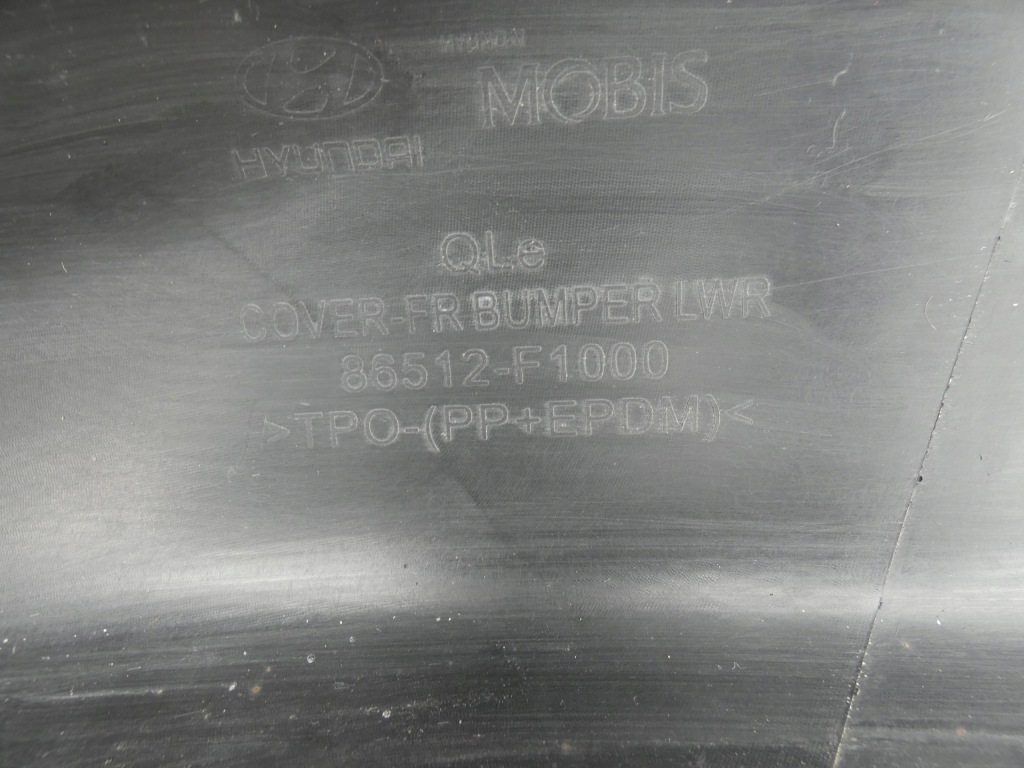 HYUNDAI
MOBIS
HYUNDAI
QLe
COVER-FR BUMPER LWR
86512-F1000
>TPO-(PP+EPDM)<